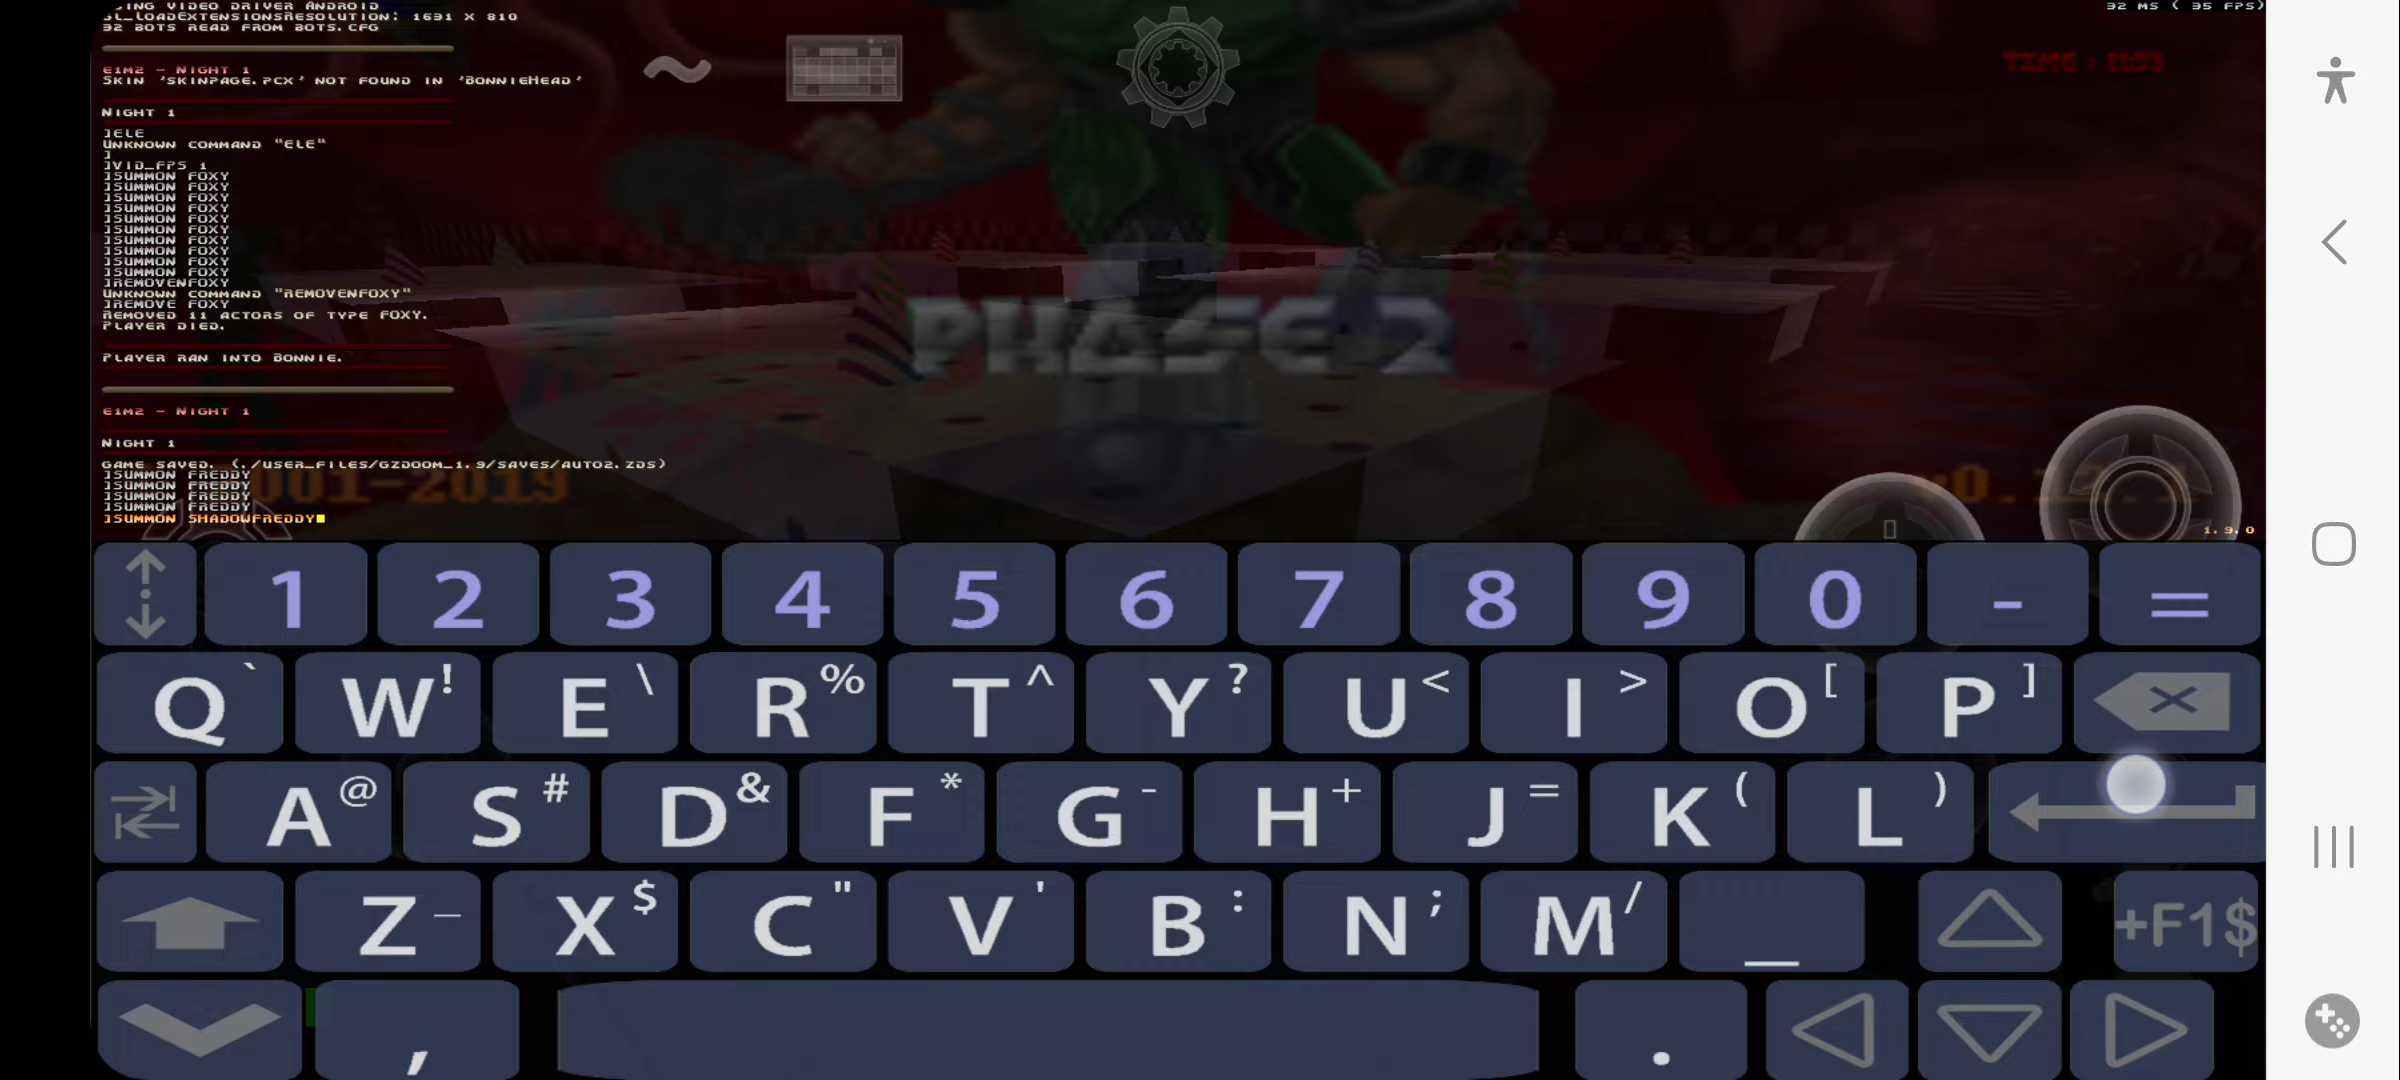 ING VIDEO DRIVER ANDROID
GL_LOADEXTENSIONSRESOLUTION: 1631 X 810
32 BOTS READ FROM BOTS.CFG
E1M2 - NIGHT 1
SKIN 'SKINPAGE.PCX' NOT FOUND IN 'BONNIEHEAD'
NIGHT 1
]ELE
UNKNOWN COMMAND "ELE"
]
]VID_FPS 1
]SUMMON FOXY
]SUMMON FOXY
]SUMMON FOXY
]SUMMON FOXY
]SUMMON FOXY
]SUMMON FOXY
]SUMMON FOXY
]SUMMON FOXY
]SUMMON FOXY
]SUMMON FOXY
]REMOVENFOXY
UNKNOWN COMMAND "REMOVENFOXY"
]REMOVE FOXY
REMOVED 11 ACTORS OF TYPE FOXY.
PLAYER DIED.
PLAYER RAN INTO BONNIE.
E1M2 - NIGHT 1
NIGHT 1
GAME SAVED. (./USER_FILES/GZDOOM_1.9/SAVES/AUTO2.ZDS)
]SUMMON FREDDY
]SUMMON FREDDY
]SUMMON FREDDY
]SUMMON FREDDY
]SUMMON SHADOWFREDDY
32 MS ( 35 FPS)
TIME : 1153
PHASE 2
001-2019
1.9.0
1 2 3 4 5 6 7 8 9 0 - =
Q ` W ! E \ R % T ^ Y ? U < I > O [ P ]
A @ S # D & F * G - H + J = K ( L )
Z _ X $ C " V ' B : N ; M / _ +F1$
, .